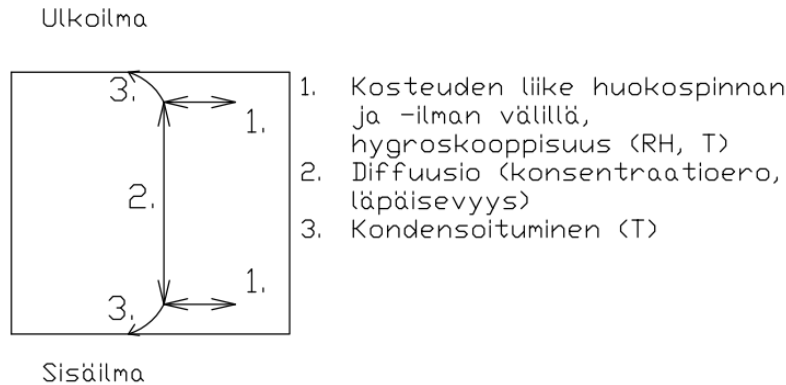 Ulkoilma
3.
1.
2.
1.
3.
Sisäilma
1. Kosteuden liike huokospinnan
ja -ilman välillä,
hygroskooppisuus (RH, T)
2. Diffuusio (konsentraatioero,
läpäisevyys)
3. Kondensoituminen (T)